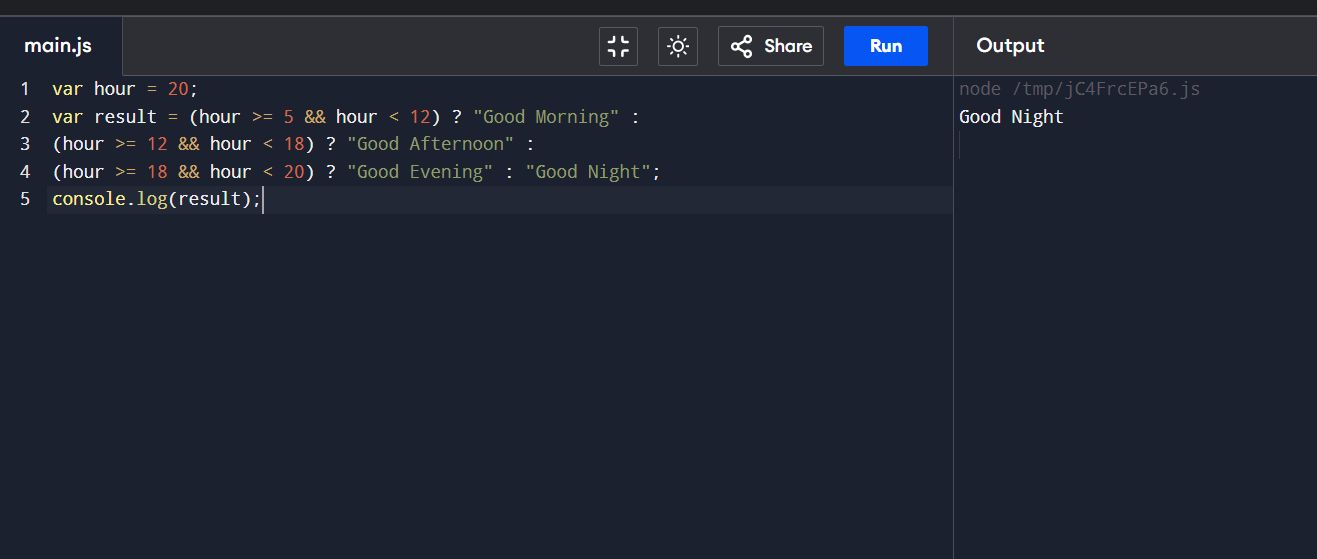 main.js
Share
Run
Output
1 var hour = 20;
2 var result = (hour >= 5 && hour < 12) ? "Good Morning" :
3 (hour >= 12 && hour < 18) ? "Good Afternoon" :
4 (hour >= 18 && hour < 20) ? "Good Evening" : "Good Night";
5 console.log(result);
node /tmp/jC4FrcEPa6.js
Good Night